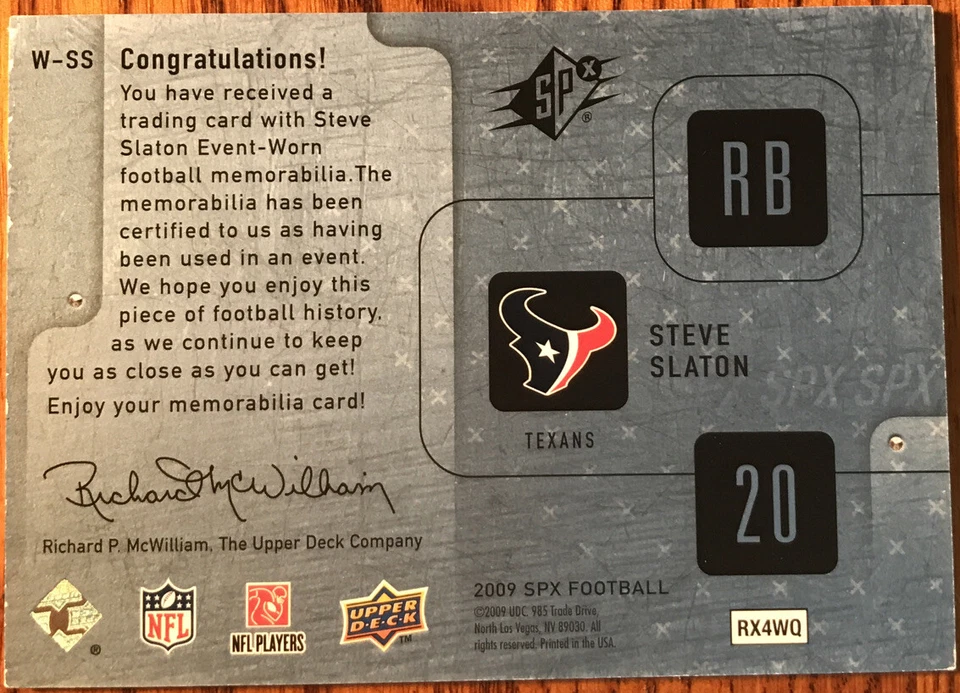 W-SS
Congratulations!
You have received a
trading card with Steve
Slaton Event-Worn
football memorabilia.The
memorabilia has been
certified to us as having
been used in an event.
We hope you enjoy this
piece of football history,
as we continue to keep
you as close as you can get!
Enjoy your memorabilia card!
Richard McWilliam
Richard P. McWilliam, The Upper Deck Company
UD
®
NFL
NFL PLAYERS
UPPER
D·E·C·K
™
SPx
®
RB
STEVE
SLATON
SPX SPX
TEXANS
20
2009 SPX FOOTBALL
©2009 UDC, 985 Trade Drive,
North Las Vegas, NV 89030. All
rights reserved. Printed in the USA.
RX4WQ